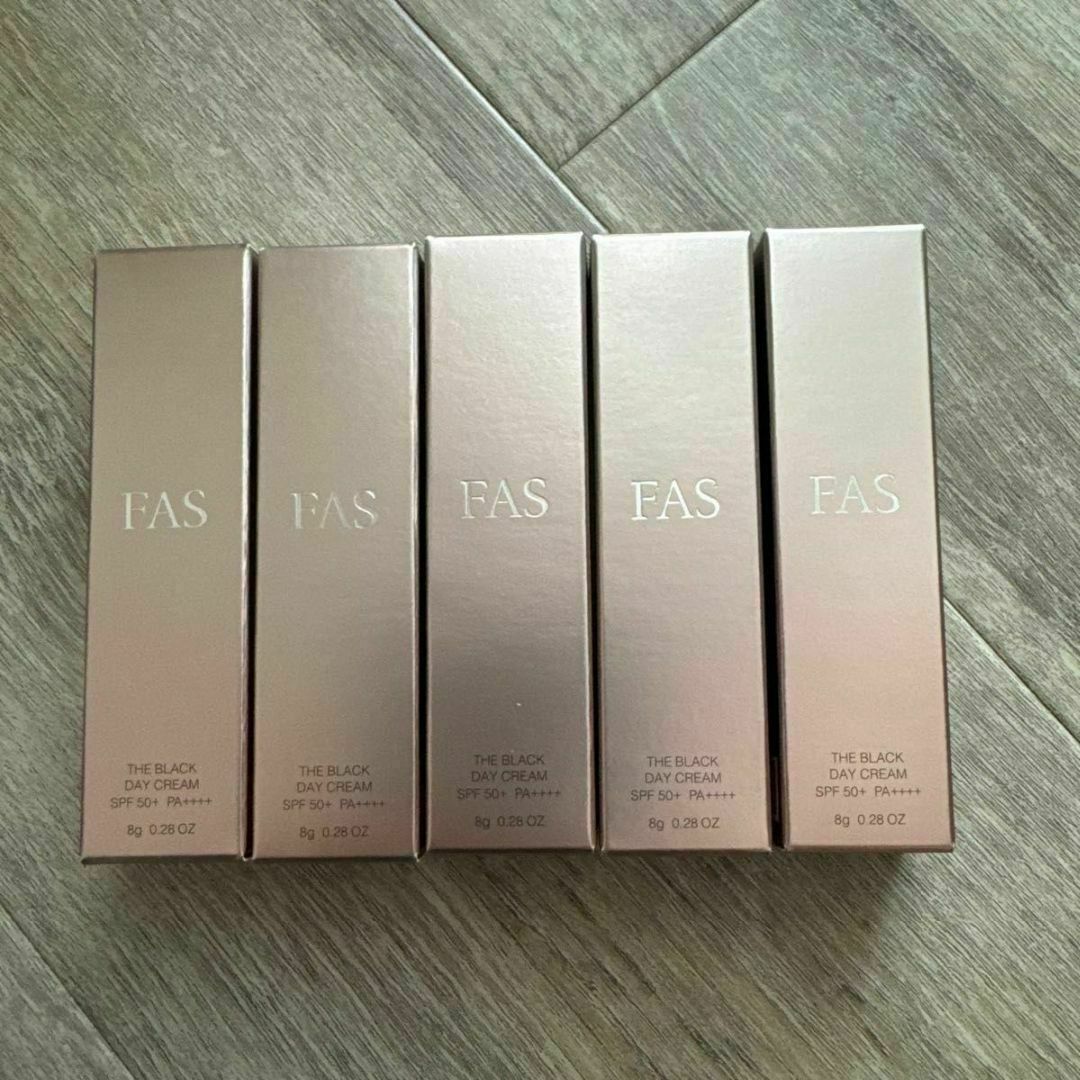 FAS
THE BLACK
DAY CREAM
SPF 50+ PA++++
8g 0.28 OZ
FAS
THE BLACK
DAY CREAM
SPF 50+ PA++++
8g 0.28 OZ
FAS
THE BLACK
DAY CREAM
SPF 50+ PA++++
8g 0.28 OZ
FAS
THE BLACK
DAY CREAM
SPF 50+ PA++++
8g 0.28 OZ
FAS
THE BLACK
DAY CREAM
SPF 50+ PA++++
8g 0.28 OZ